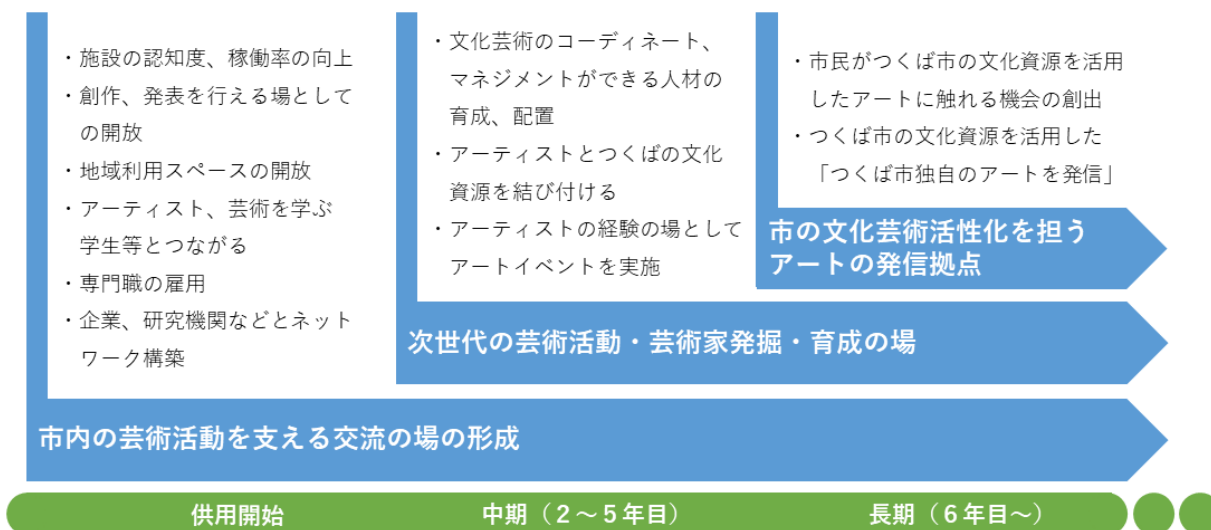 ・施設の認知度、稼働率の向上
・創作、発表を行える場として
の開放
・地域利用スペースの開放
・アーティスト、芸術を学ぶ
学生等とつながる
・専門職の雇用
・企業、研究機関などとネット
ワーク構築
・文化芸術のコーディネート、
マネジメントができる人材の
育成、配置
・アーティストとつくばの文化
資源を結び付ける
・アーティストの経験の場として
アートイベントを実施
・市民がつくば市の文化資源を活用
したアートに触れる機会の創出
・つくば市の文化資源を活用した
「つくば市独自のアートを発信」
市の文化芸術活性化を担う
アートの発信拠点
次世代の芸術活動・芸術家発掘・育成の場
市内の芸術活動を支える交流の場の形成
供用開始
中期（２～５年目）
長期（６年目～）